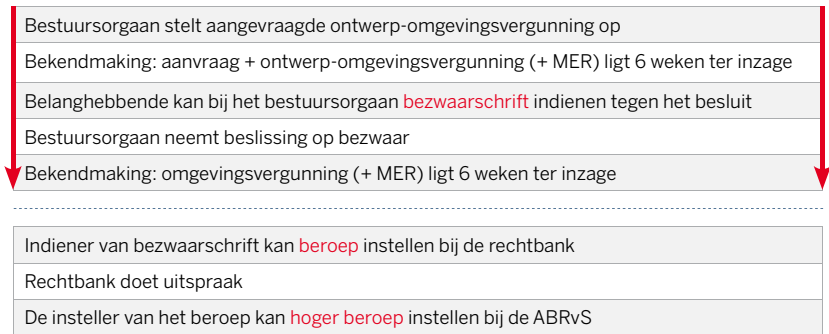 Bestuursorgaan stelt aangevraagde ontwerp-omgevingsvergunning op
Bekendmaking: aanvraag + ontwerp-omgevingsvergunning (+ MER) ligt 6 weken ter inzage
Belanghebbende kan bij het bestuursorgaan bezwaarschrift indienen tegen het besluit
Bestuursorgaan neemt beslissing op bezwaar
Bekendmaking: omgevingsvergunning (+ MER) ligt 6 weken ter inzage
Indiener van bezwaarschrift kan beroep instellen bij de rechtbank
Rechtbank doet uitspraak
De insteller van het beroep kan hoger beroep instellen bij de ABRvS